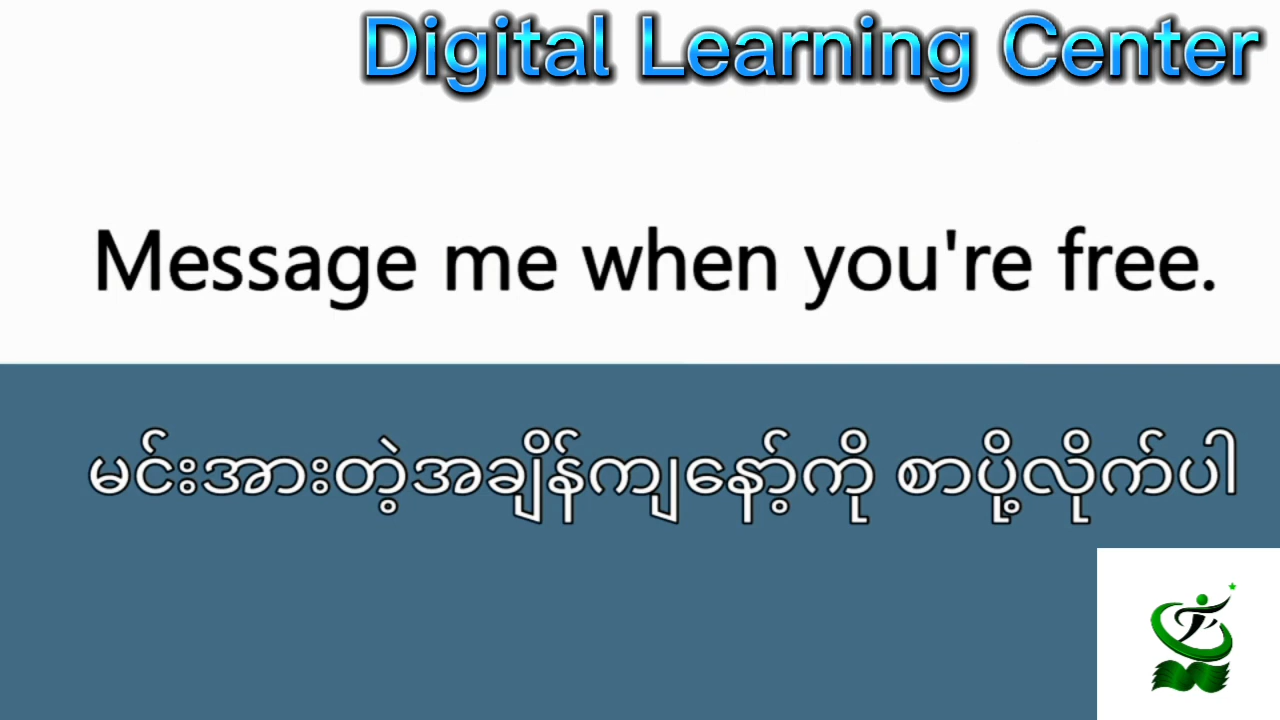 Digital Learning Center
Message me when you're free.
မင်းအားတဲ့အချိန်ကျနော့်ကို စာပို့လိုက်ပါ